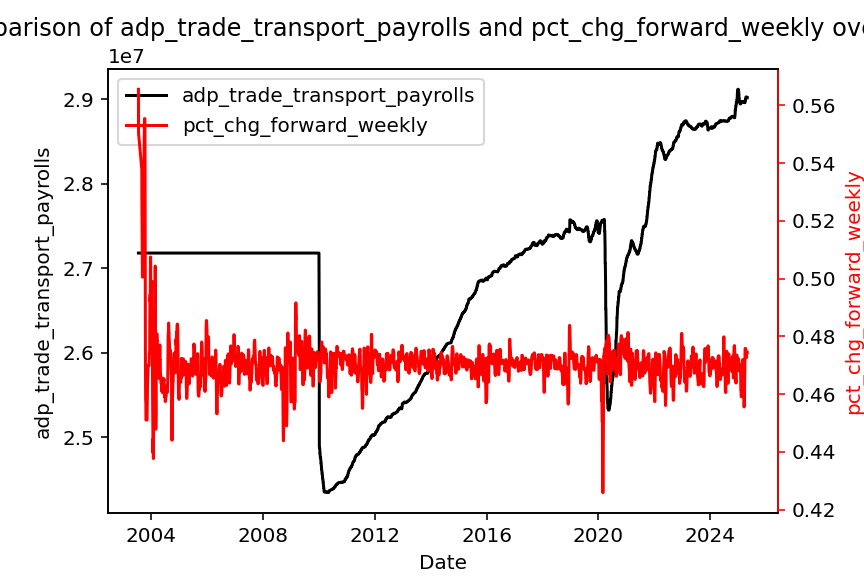 parison of adp_trade_transport_payrolls and pct_chg_forward_weekly ov
1e7
adp_trade_transport_payrolls
pct_chg_forward_weekly
2.9
2.8
2.7
2.6
2.5
adp_trade_transport_payrolls
0.56
0.54
0.52
0.50
0.48
0.46
0.44
0.42
pct_chg_forward_weekly
2004
2008
2012
2016
2020
2024
Date